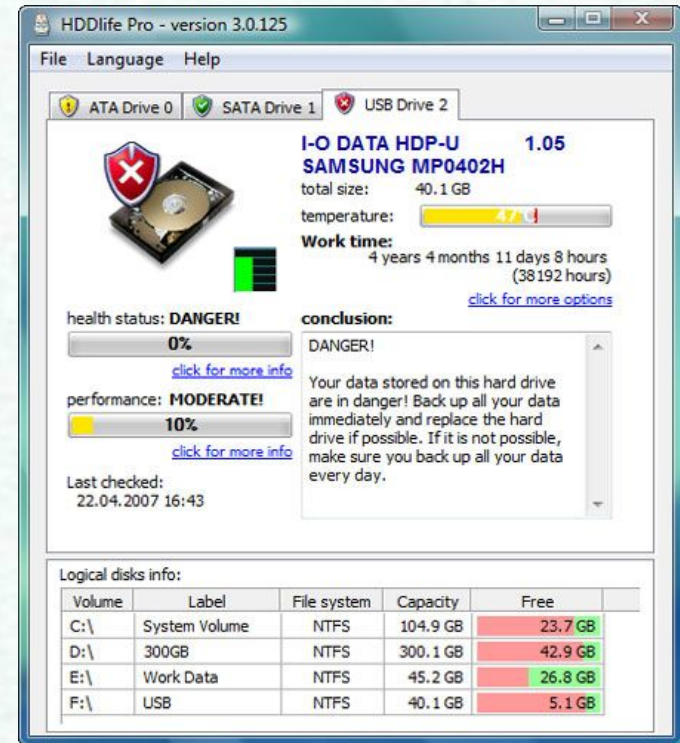 HDDlife Pro - version 3.0.125
File Language Help
ATA Drive 0 SATA Drive 1 USB Drive 2
I-O DATA HDP-U 1.05
SAMSUNG MP0402H
total size: 40.1 GB
temperature: 47 C
Work time:
4 years 4 months 11 days 8 hours
(38192 hours)
click for more options
health status: DANGER!
0%
click for more info
performance: MODERATE!
10%
click for more info
Last checked:
22.04.2007 16:43
conclusion:
DANGER!
Your data stored on this hard drive
are in danger! Back up all your data
immediately and replace the hard
drive if possible. If it is not possible,
make sure you back up all your data
every day.
Logical disks info:
Volume Label File system Capacity Free
C:\ System Volume NTFS 104.9 GB 23.7 GB
D:\ 300GB NTFS 300.1 GB 42.9 GB
E:\ Work Data NTFS 45.2 GB 26.8 GB
F:\ USB NTFS 40.1 GB 5.1 GB